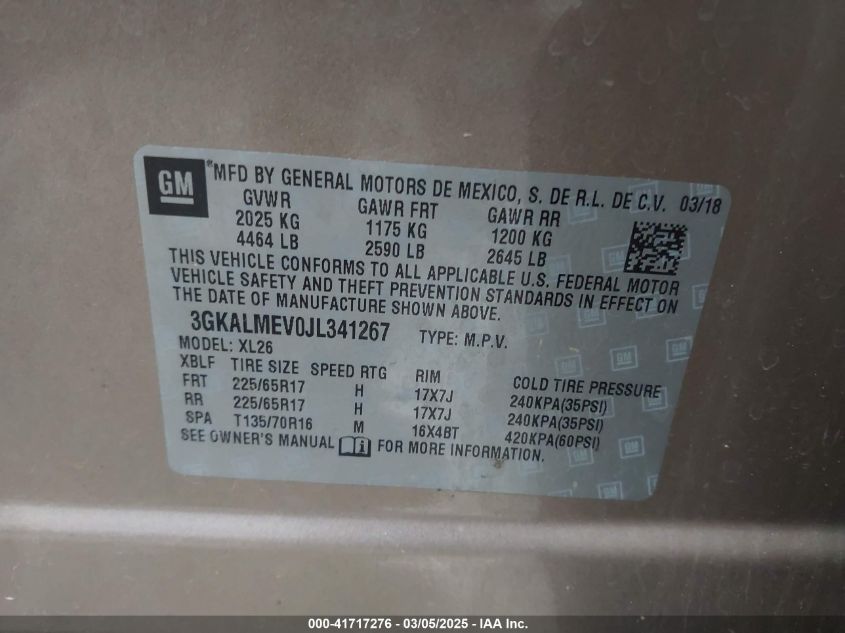 GM
*MFD BY GENERAL MOTORS DE MEXICO, S. DE R.L. DE C.V. 03/18
GVWR GAWR FRT GAWR RR
2025 KG 1175 KG 1200 KG
4464 LB 2590 LB 2645 LB
THIS VEHICLE CONFORMS TO ALL APPLICABLE U.S. FEDERAL MOTOR
VEHICLE SAFETY AND THEFT PREVENTION STANDARDS IN EFFECT ON
THE DATE OF MANUFACTURE SHOWN ABOVE.
3GKALMEV0JL341267 TYPE: M.P.V.
MODEL: XL26
XBLF TIRE SIZE SPEED RTG RIM COLD TIRE PRESSURE
FRT 225/65R17 H 17X7J 240KPA(35PSI)
RR 225/65R17 H 17X7J 240KPA(35PSI)
SPA T135/70R16 M 16X4BT 420KPA(60PSI)
SEE OWNER'S MANUAL FOR MORE INFORMATION.
000-41717276 - 03/05/2025 - IAA Inc.